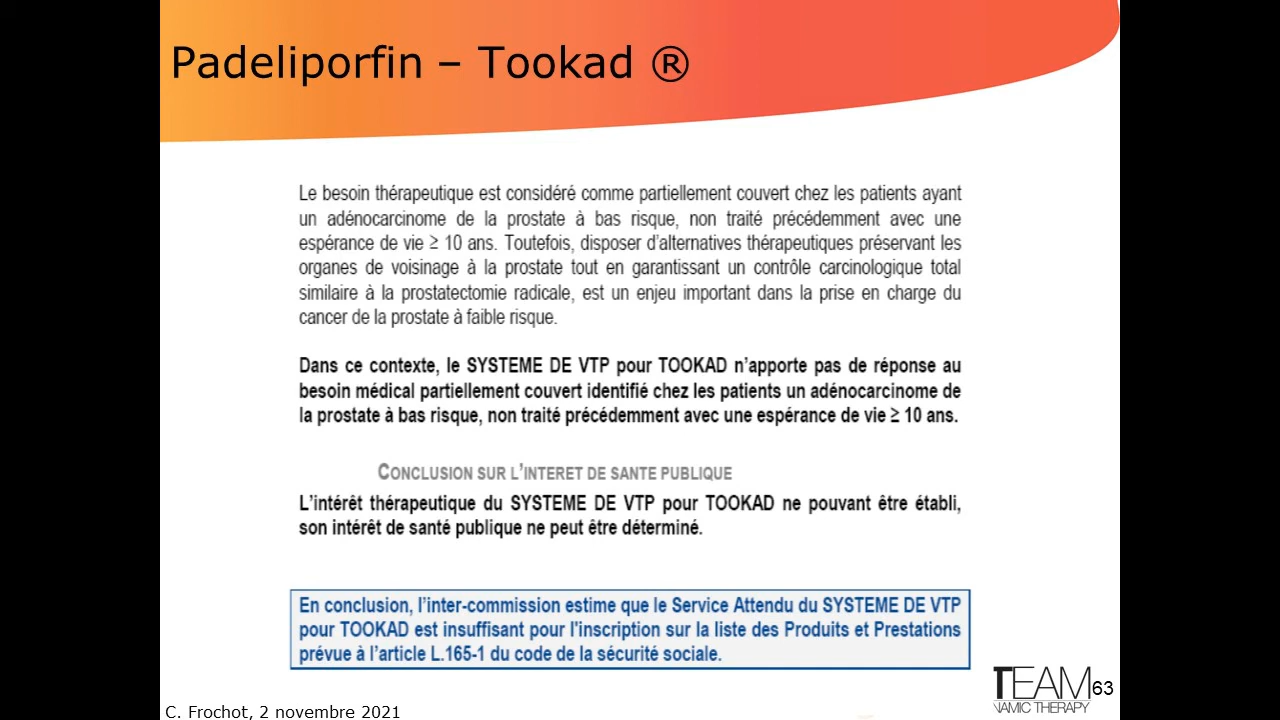 Padeliporfin – Tookad ®
Le besoin thérapeutique est considéré comme partiellement couvert chez les patients ayant
un adénocarcinome de la prostate à bas risque, non traité précédemment avec une
espérance de vie ≥ 10 ans. Toutefois, disposer d’alternatives thérapeutiques préservant les
organes de voisinage à la prostate tout en garantissant un contrôle carcinologique total
similaire à la prostatectomie radicale, est un enjeu important dans la prise en charge du
cancer de la prostate à faible risque.
Dans ce contexte, le SYSTEME DE VTP pour TOOKAD n’apporte pas de réponse au
besoin médical partiellement couvert identifié chez les patients un adénocarcinome de
la prostate à bas risque, non traité précédemment avec une espérance de vie ≥ 10 ans.
CONCLUSION SUR L’INTERET DE SANTE PUBLIQUE
L’intérêt thérapeutique du SYSTEME DE VTP pour TOOKAD ne pouvant être établi,
son intérêt de santé publique ne peut être déterminé.
En conclusion, l’inter-commission estime que le Service Attendu du SYSTEME DE VTP
pour TOOKAD est insuffisant pour l'inscription sur la liste des Produits et Prestations
prévue à l’article L.165-1 du code de la sécurité sociale.
TEAM
NAMIC THERAPY
63
C. Frochot, 2 novembre 2021